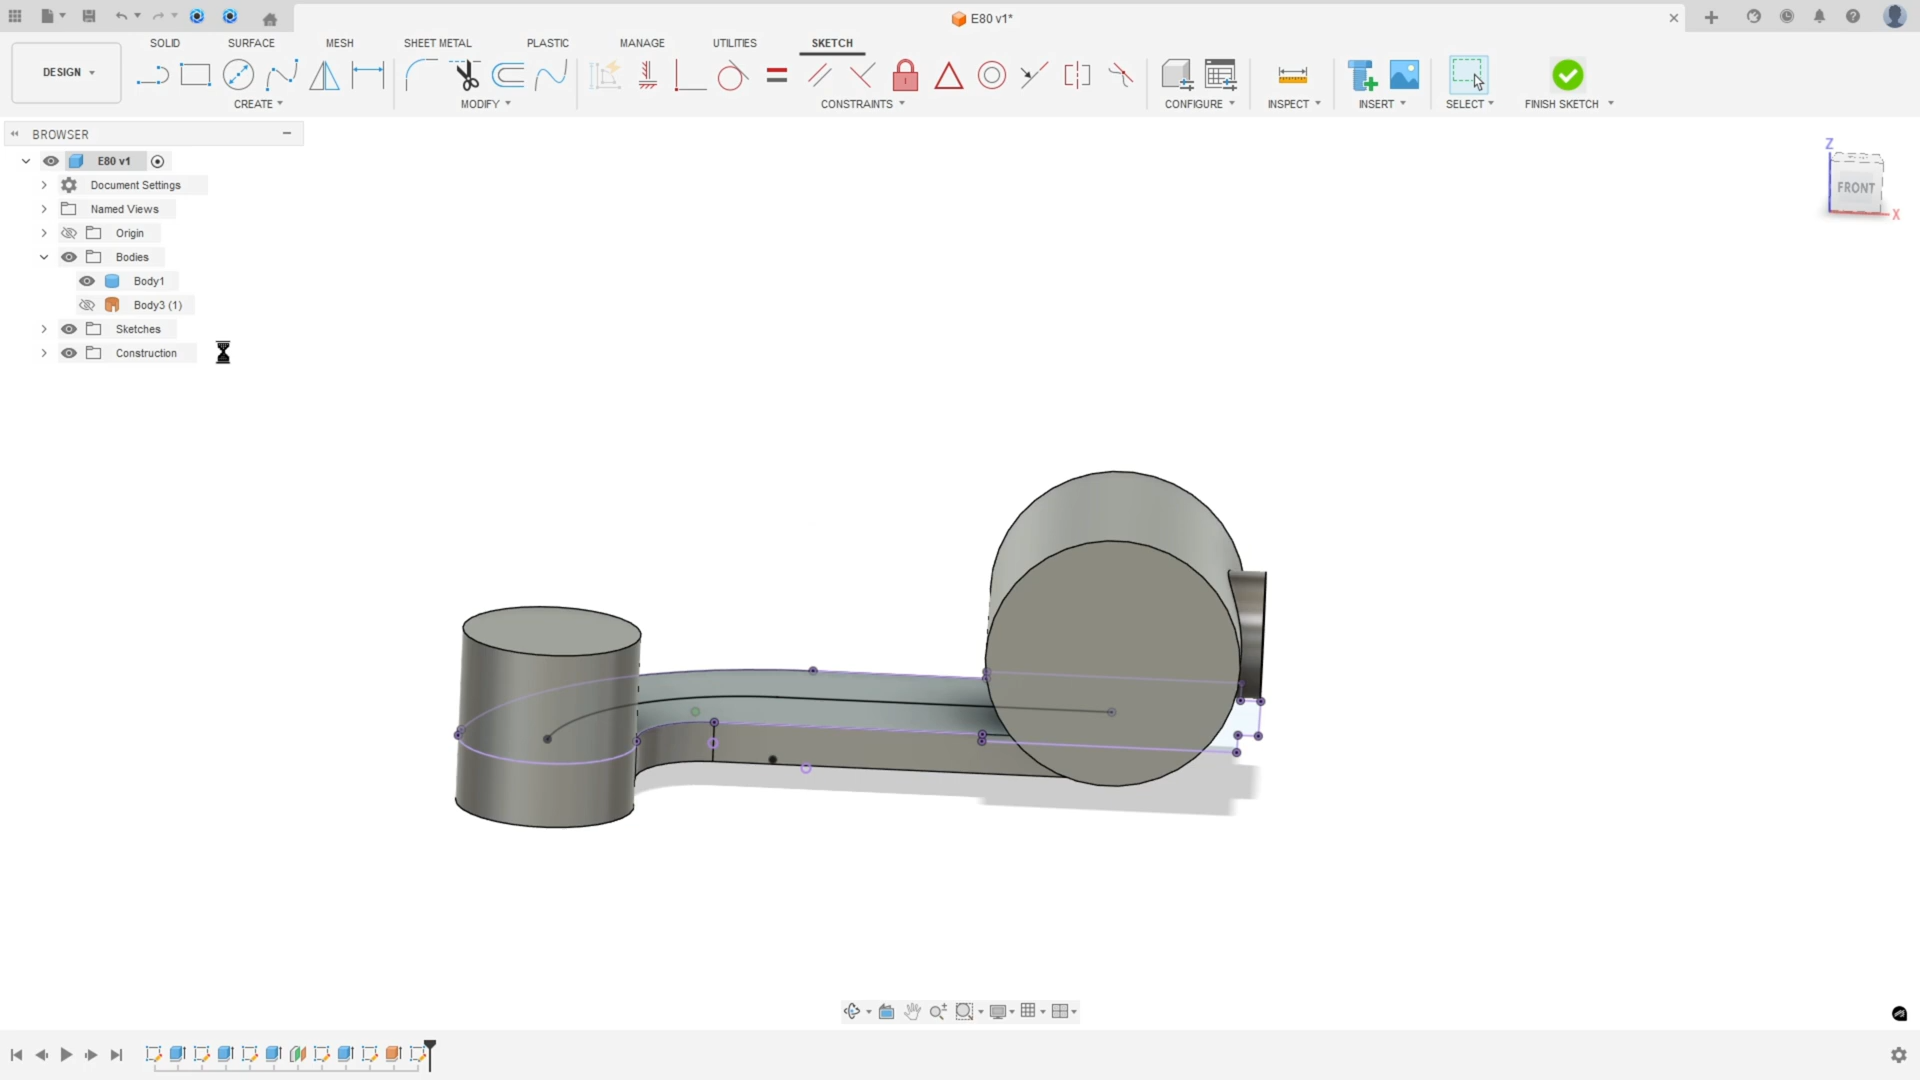 E80 v1*
SOLID SURFACE MESH SHEET METAL PLASTIC MANAGE UTILITIES SKETCH
DESIGN
CREATE MODIFY CONSTRAINTS CONFIGURE INSPECT INSERT SELECT FINISH SKETCH
BROWSER
E80 v1
Document Settings
Named Views
Origin
Bodies
Body1
Body3 (1)
Sketches
Construction
Z
FRONT
X